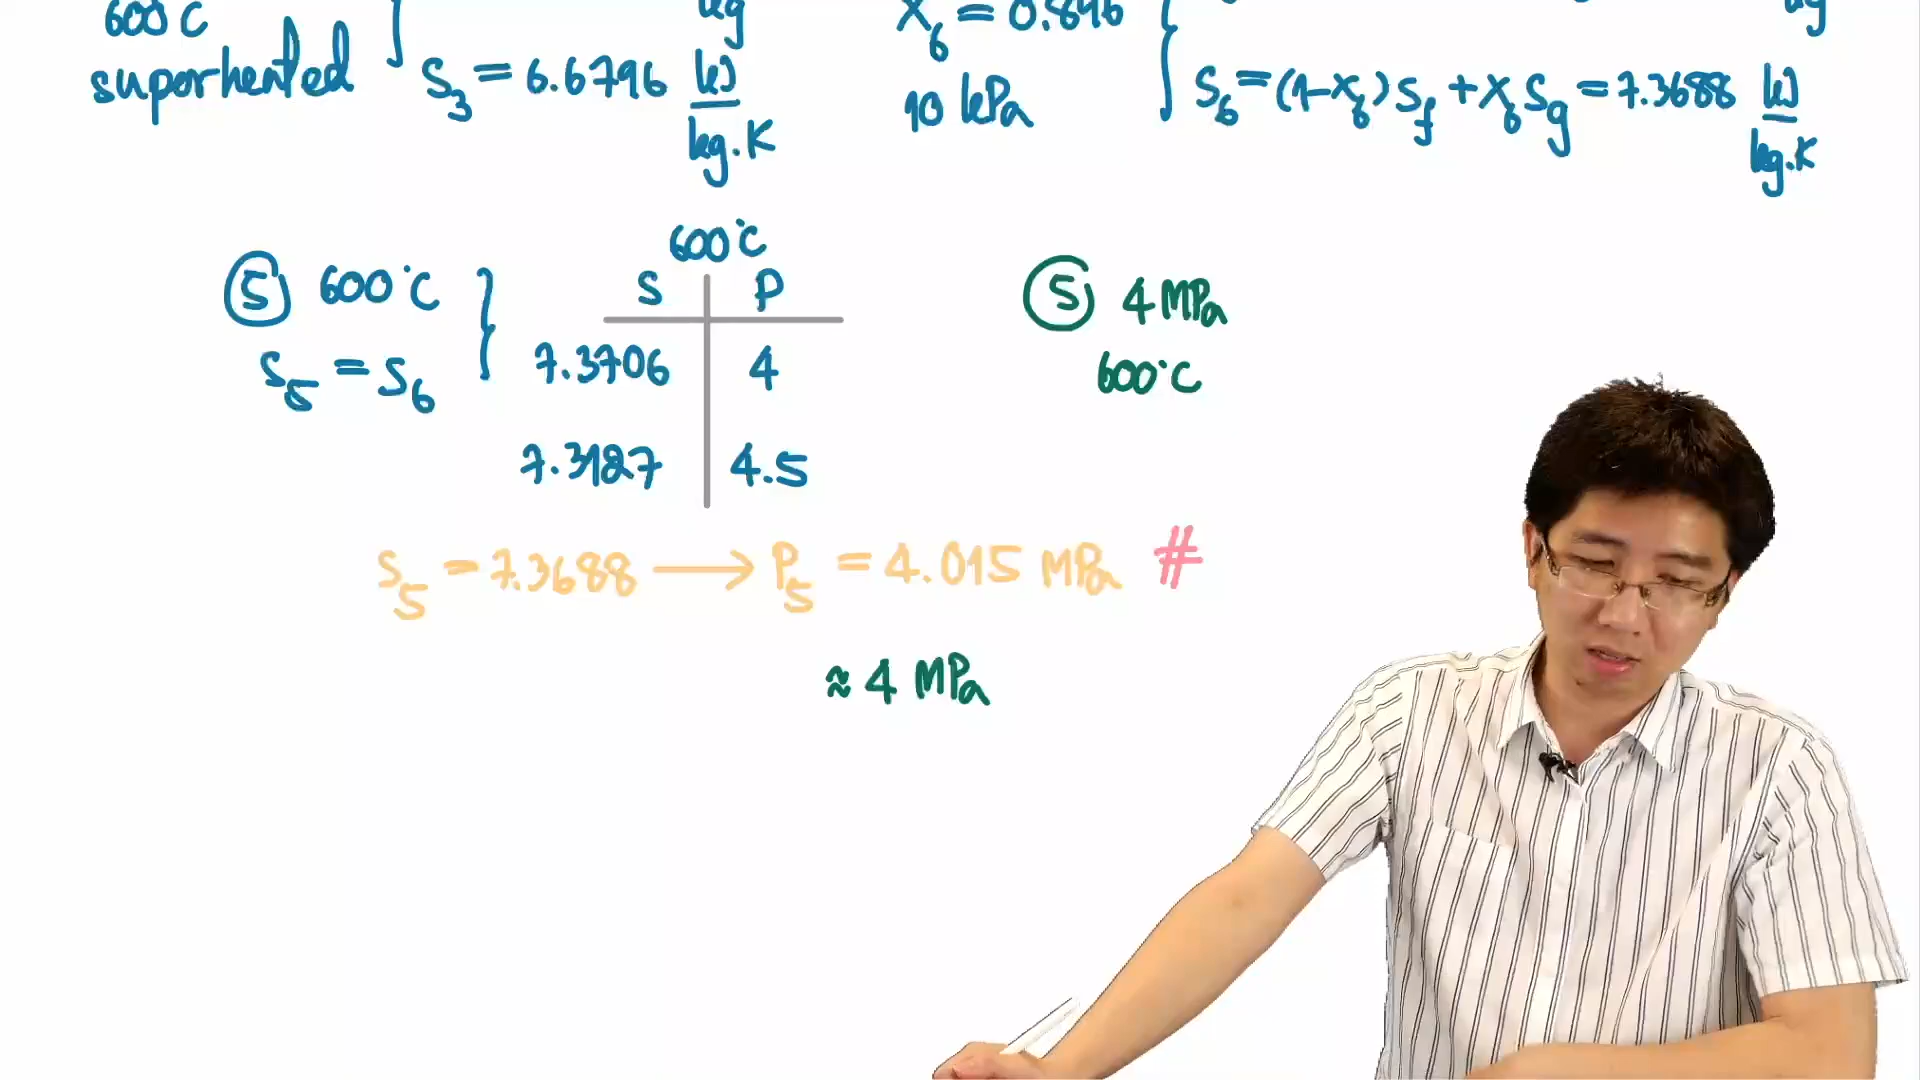 600°C
superheated
S3 = 6.6796 kJ/kg.K
X6 = 0.896
10 kPa
S6 = (1-X6)Sf + X6Sg = 7.3688 kJ/kg.K
⑤ 600°C
S5 = S6
600°C
S P
7.3706 4
7.3127 4.5
⑤ 4 MPa
600°C
S5 = 7.3688 → P5 = 4.015 MPa #
≈ 4 MPa